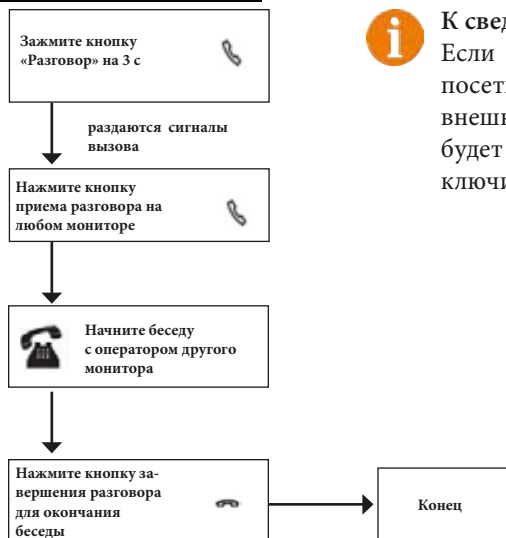 Зажмите кнопку
«Разговор» на 3 с
раздаются сигналы
вызова
Нажмите кнопку
приема разговора на
любом мониторе
Начните беседу
с оператором другого
монитора
Нажмите кнопку за-
вершения разговора
для окончания
беседы
Конец
К свед
Если
посети
внешн
будет
ключи